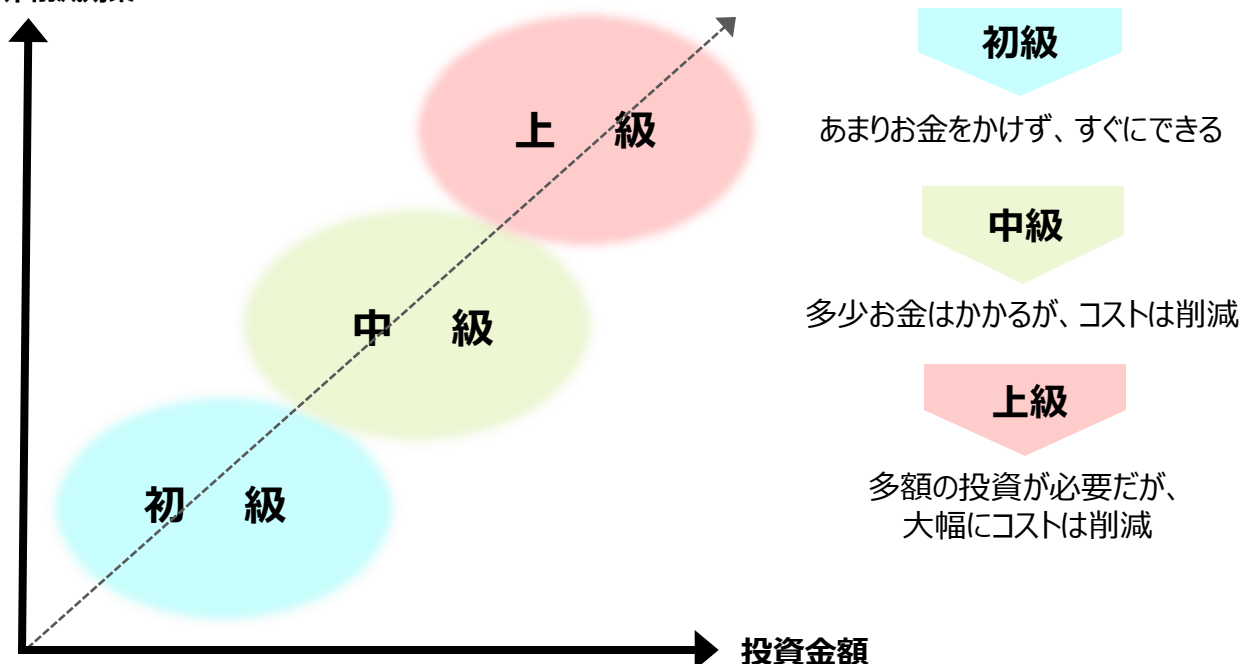 上 級
中 級
初 級
投資金額
初級
あまりお金をかけず、すぐにできる
中級
多少お金はかかるが、コストは削減
上級
多額の投資が必要だが、
大幅にコストは削減